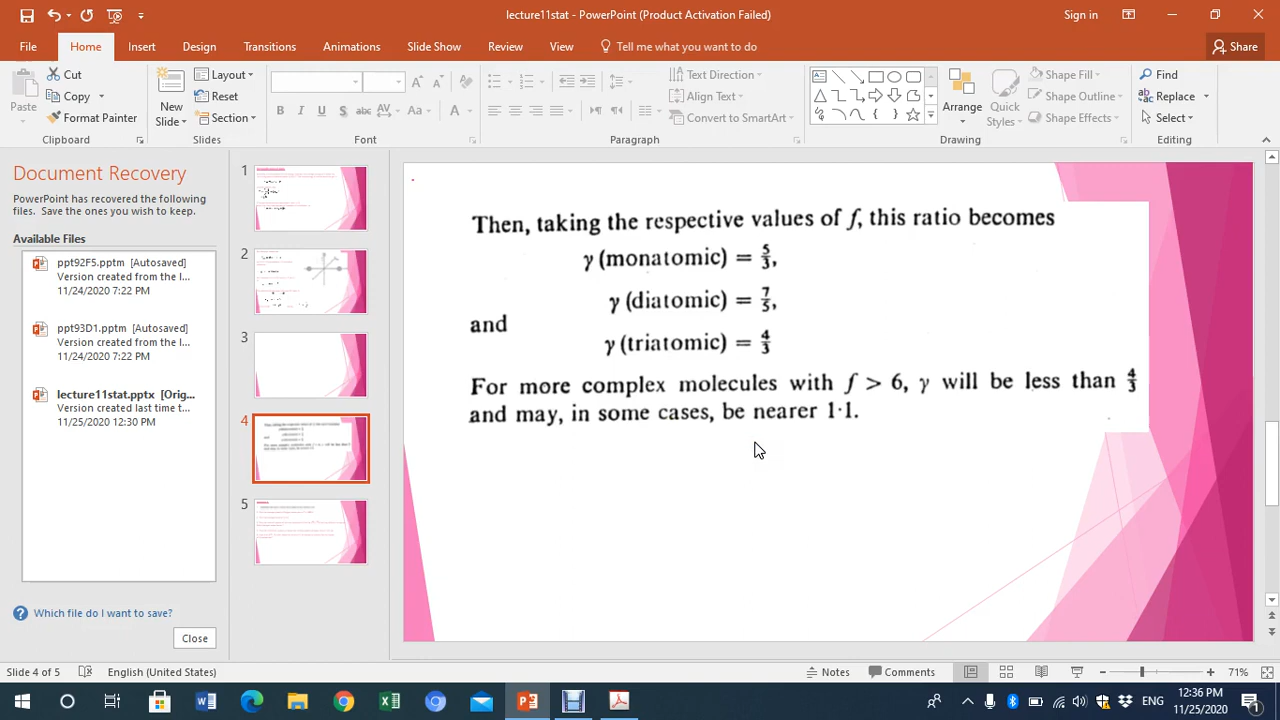 lecture11stat - PowerPoint (Product Activation Failed)
Sign in
File
Home
Insert
Design
Transitions
Animations
Slide Show
Review
View
Tell me what you want to do
Share
Paste
Cut
Copy
Format Painter
Clipboard
New Slide
Layout
Reset
Section
Slides
B I U S abc AV Aa A
Font
Text Direction
Align Text
Convert to SmartArt
Paragraph
Arrange
Quick Styles
Shape Fill
Shape Outline
Shape Effects
Drawing
Find
Replace
Select
Editing
Document Recovery
PowerPoint has recovered the following
files. Save the ones you wish to keep.
Available Files
ppt92F5.pptm [Autosaved]
Version created from the l...
11/24/2020 7:22 PM
ppt93D1.pptm [Autosaved]
Version created from the l...
11/24/2020 7:22 PM
lecture11stat.pptx [Orig...
Version created last time t...
11/25/2020 12:30 PM
Which file do I want to save?
Close
1
2
3
4
5
Then, taking the respective values of f, this ratio becomes
γ (monatomic) = 5/3,
γ (diatomic) = 7/5,
and
γ (triatomic) = 4/3
For more complex molecules with f > 6, γ will be less than 4/3
and may, in some cases, be nearer 1·1.
Slide 4 of 5
English (United States)
Notes
Comments
71%
ENG
12:36 PM
11/25/2020
1